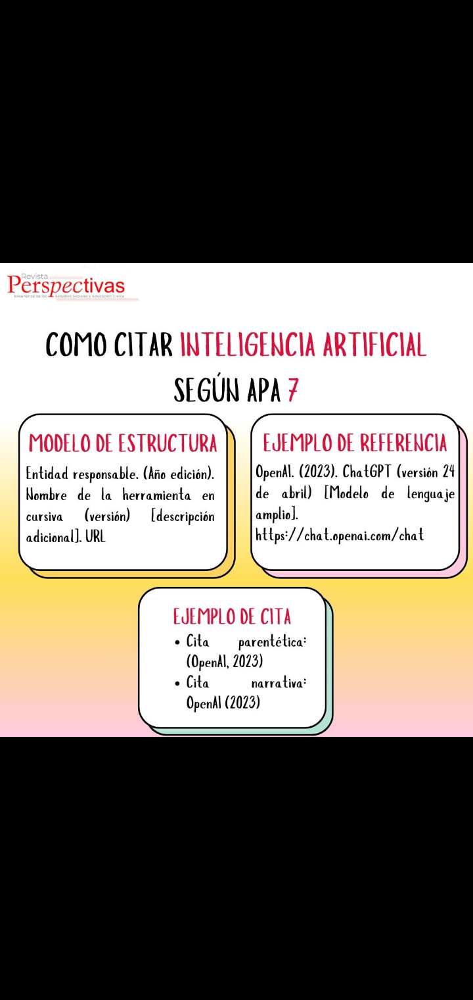 Revista
Perspectivas
Enseñanza de los Estudios Sociales y Educación Cívica
COMO CITAR INTELIGENCIA ARTIFICIAL
SEGÚN APA 7
MODELO DE ESTRUCTURA
Entidad responsable. (Año edición).
Nombre de la herramienta en
cursiva (versión) [descripción
adicional]. URL
EJEMPLO DE REFERENCIA
OpenAI. (2023). ChatGPT (versión 24
de abril) [Modelo de lenguaje
amplio].
https://chat.openai.com/chat
EJEMPLO DE CITA
• Cita parentética:
(OpenAI, 2023)
• Cita narrativa:
OpenAI (2023)